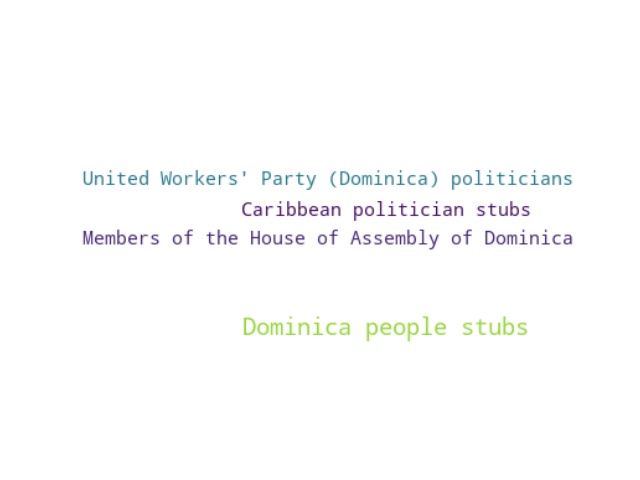 United Workers' Party (Dominica) politicians
Caribbean politician stubs
Members of the House of Assembly of Dominica
Dominica people stubs